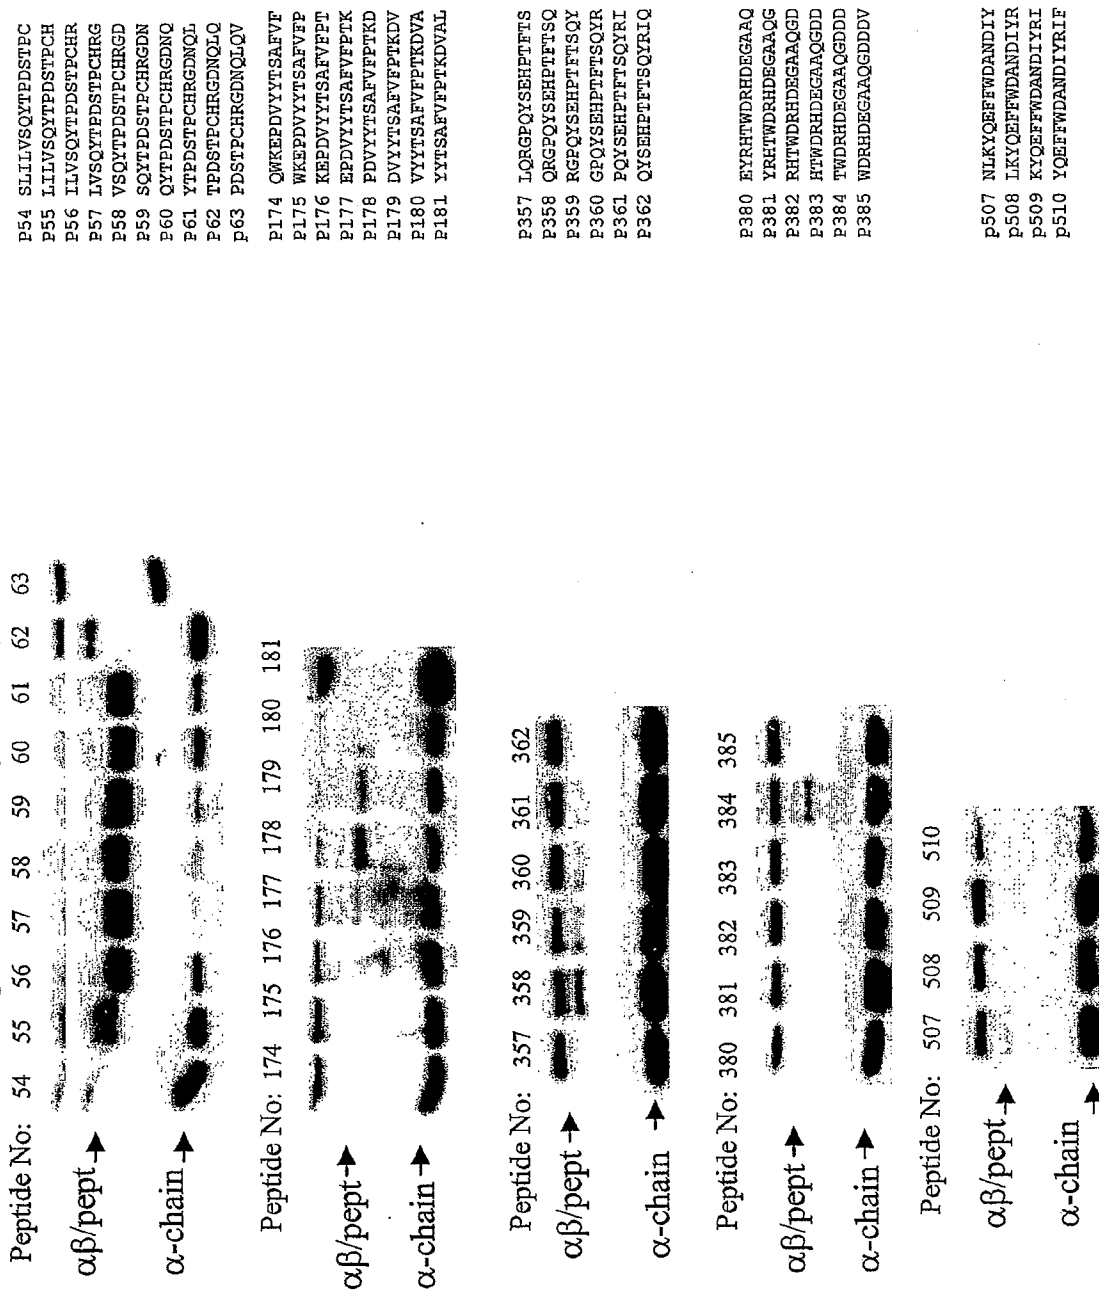 Peptide No: 54 55 56 57 58 59 60 61 62 63
αβ/pept
α-chain
p54 SLILVSQYTPDSTPC
p55 LILVSQYTPDSTPCH
p56 ILVSQYTPDSTPCHR
p57 LVSQYTPDSTPCHRG
p58 VSQYTPDSTPCHRGD
p59 SQYTPDSTPCHRGDN
p60 QYTPDSTPCHRGDNQ
p61 YTPDSTPCHRGDNQL
p62 TPDSTPCHRGDNQLQ
p63 PDSTPCHRGDNQLQV
Peptide No: 174 175 176 177 178 179 180 181
αβ/pept
α-chain
P174 QWKEPDVYYTSAFVF
P175 WKEPDVYYTSAFVFP
P176 KEPDVYYTSAFVFPT
P177 EPDVYYTSAFVFPTK
P178 PDVYYTSAFVFPTKD
P179 DVYYTSAFVFPTKDV
P180 VYYTSAFVFPTKDVA
P181 YYTSAFVFPTKDVAL
Peptide No: 357 358 359 360 361 362
αβ/pept
α-chain
P357 LQRGPQYSEHPTFTS
P358 QRGPQYSEHPTFTSQ
P359 RGPQYSEHPTFTSQY
P360 GPQYSEHPTFTSQYR
P361 PQYSEHPTFTSQYRI
P362 QYSEHPTFTSQYRIQ
Peptide No: 380 381 382 383 384 385
αβ/pept
α-chain
P380 EYRHTWDRHDEGAAQ
P381 YRHTWDRHDEGAAQG
P382 RHTWDRHDEGAAQGD
P383 HTWDRHDEGAAQGDD
P384 TWDRHDEGAAQGDDD
P385 WDRHDEGAAQGDDDV
Peptide No: 507 508 509 510
αβ/pept
α-chain
p507 NLKYQEFFWDANDIY
p508 LKYQEFFWDANDIYR
p509 KYQEFFWDANDIYRI
p510 YQEFFWDANDIYRIF